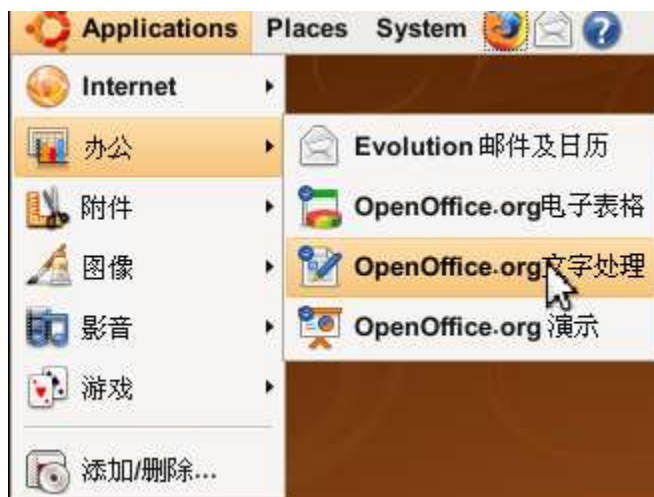 Applications Places System
Internet
办公
附件
图像
影音
游戏
添加/删除...
Evolution 邮件及日历
OpenOffice.org电子表格
OpenOffice.org文字处理
OpenOffice.org 演示